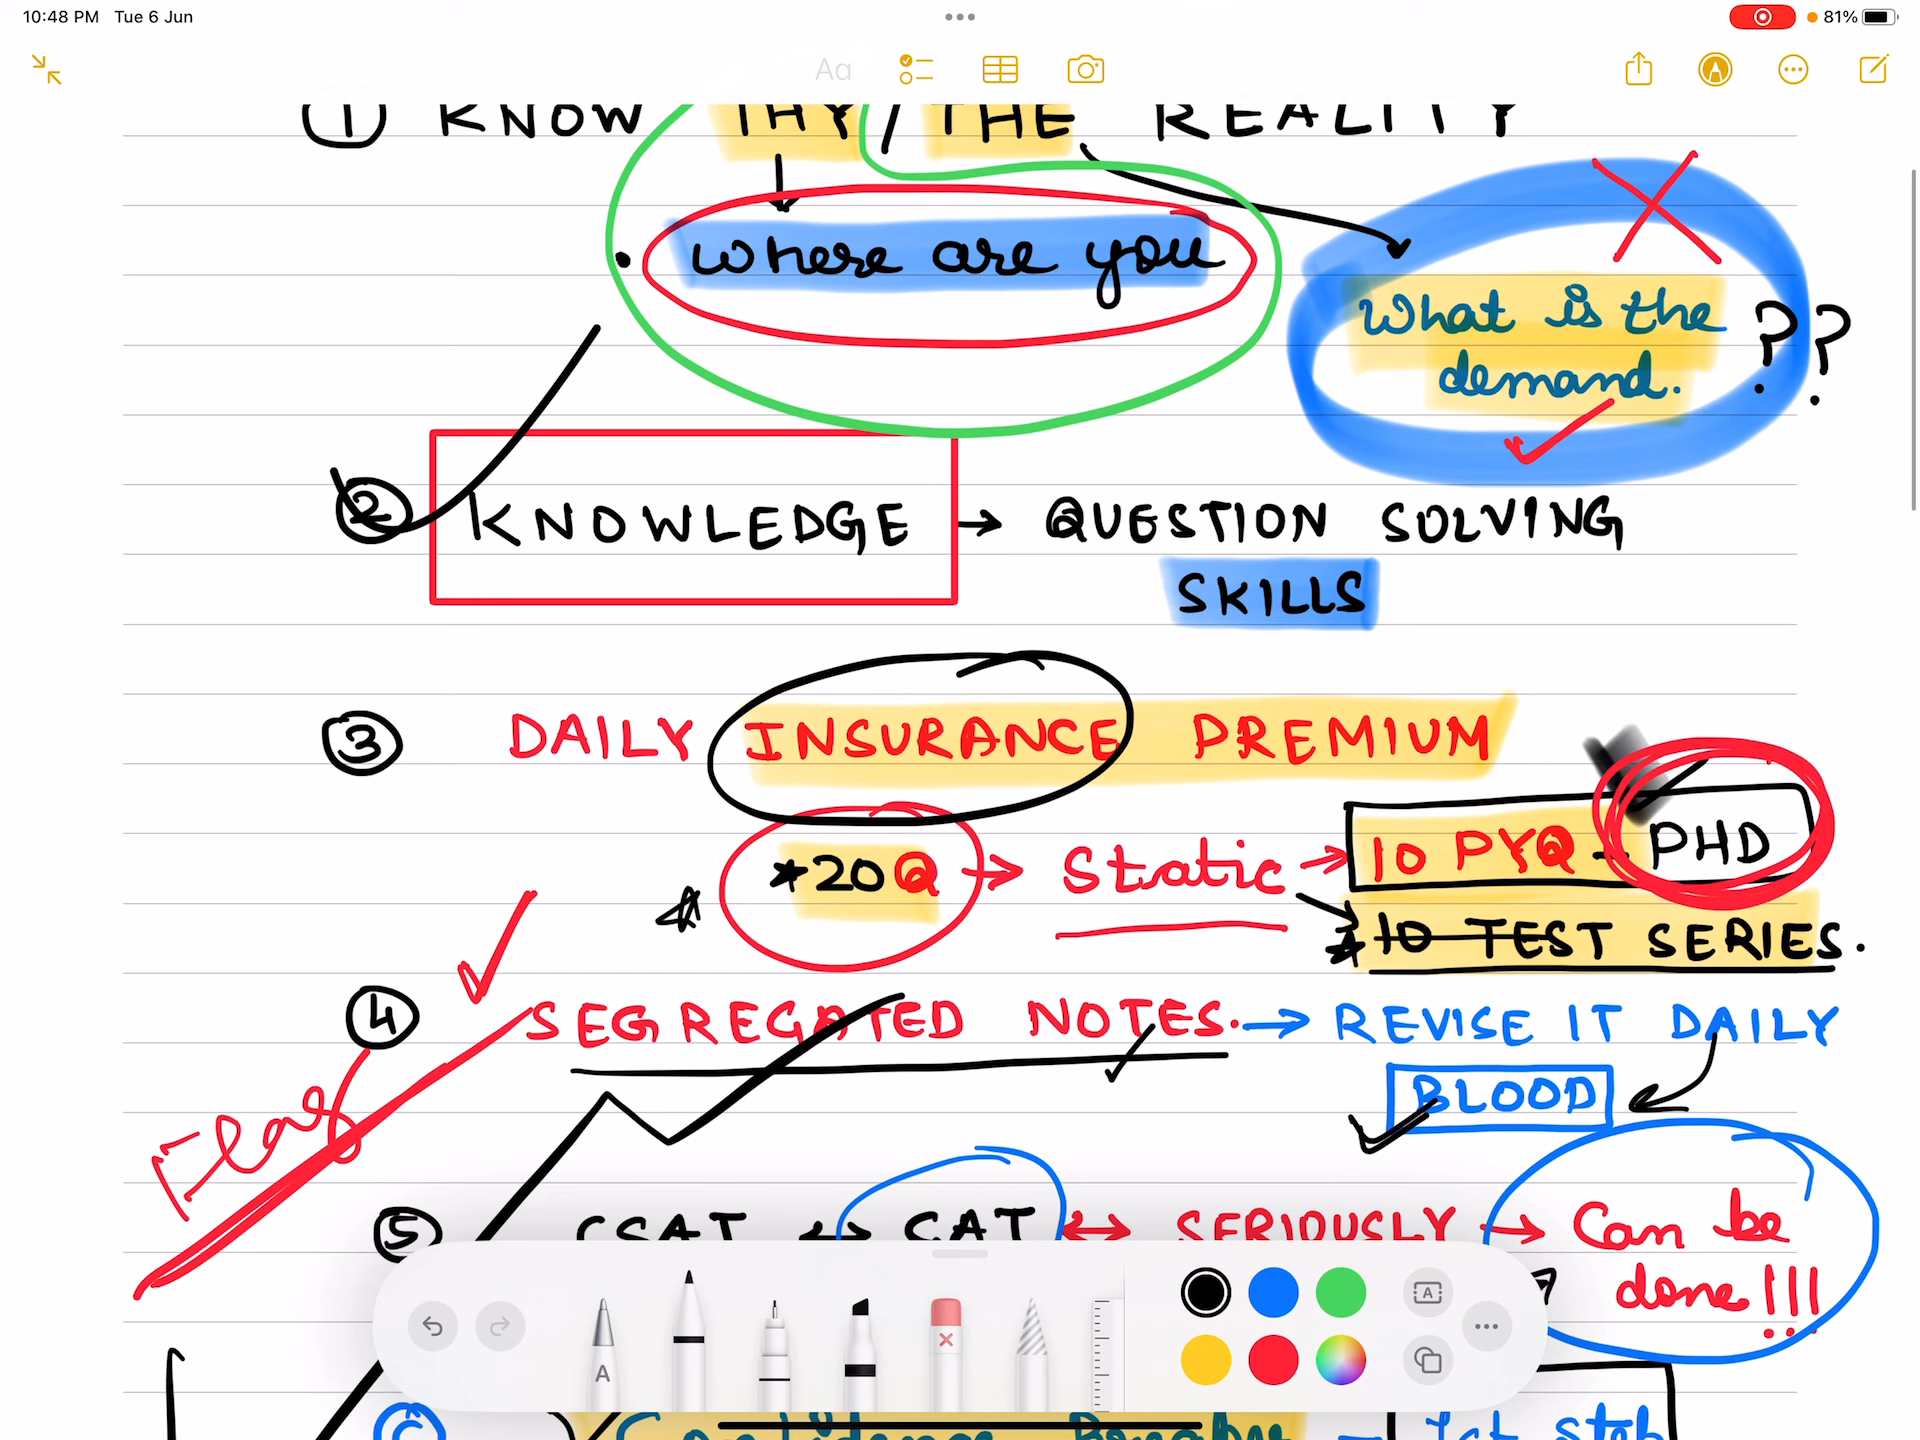 10:48 PM Tue 6 Jun
81%
Aa
1 KNOW THY / THE REALITY
. where are you
What is the ??
demand.
2 KNOWLEDGE → QUESTION SOLVING
SKILLS
3 DAILY INSURANCE PREMIUM
*20Q → Static → 10 PYQ - PHD
10 TEST SERIES.
4 SEGREGATED NOTES. → REVISE IT DAILY
BLOOD
Flag
5 CSAT ↔ CAT ↔ SERIOUSLY → Can be
done!!!
A
A
Confidence